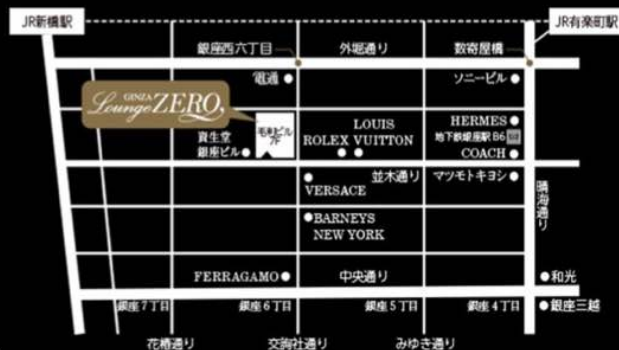 JR新橋駅
JR有楽町駅
銀座西六丁目
外堀通り
数寄屋橋
電通
ソニービル
GINZA
Lounge ZERO
毛利ビル
7F
資生堂
銀座ビル
LOUIS
ROLEX VUITTON
HERMES
地下鉄銀座駅 B6
COACH
並木通り
マツモトキヨシ
VERSACE
晴海通り
BARNEYS
NEW YORK
FERRAGAMO
中央通り
和光
銀座7丁目
銀座6丁目
銀座5丁目
銀座4丁目
銀座三越
花椿通り
交胸社通り
みゆき通り